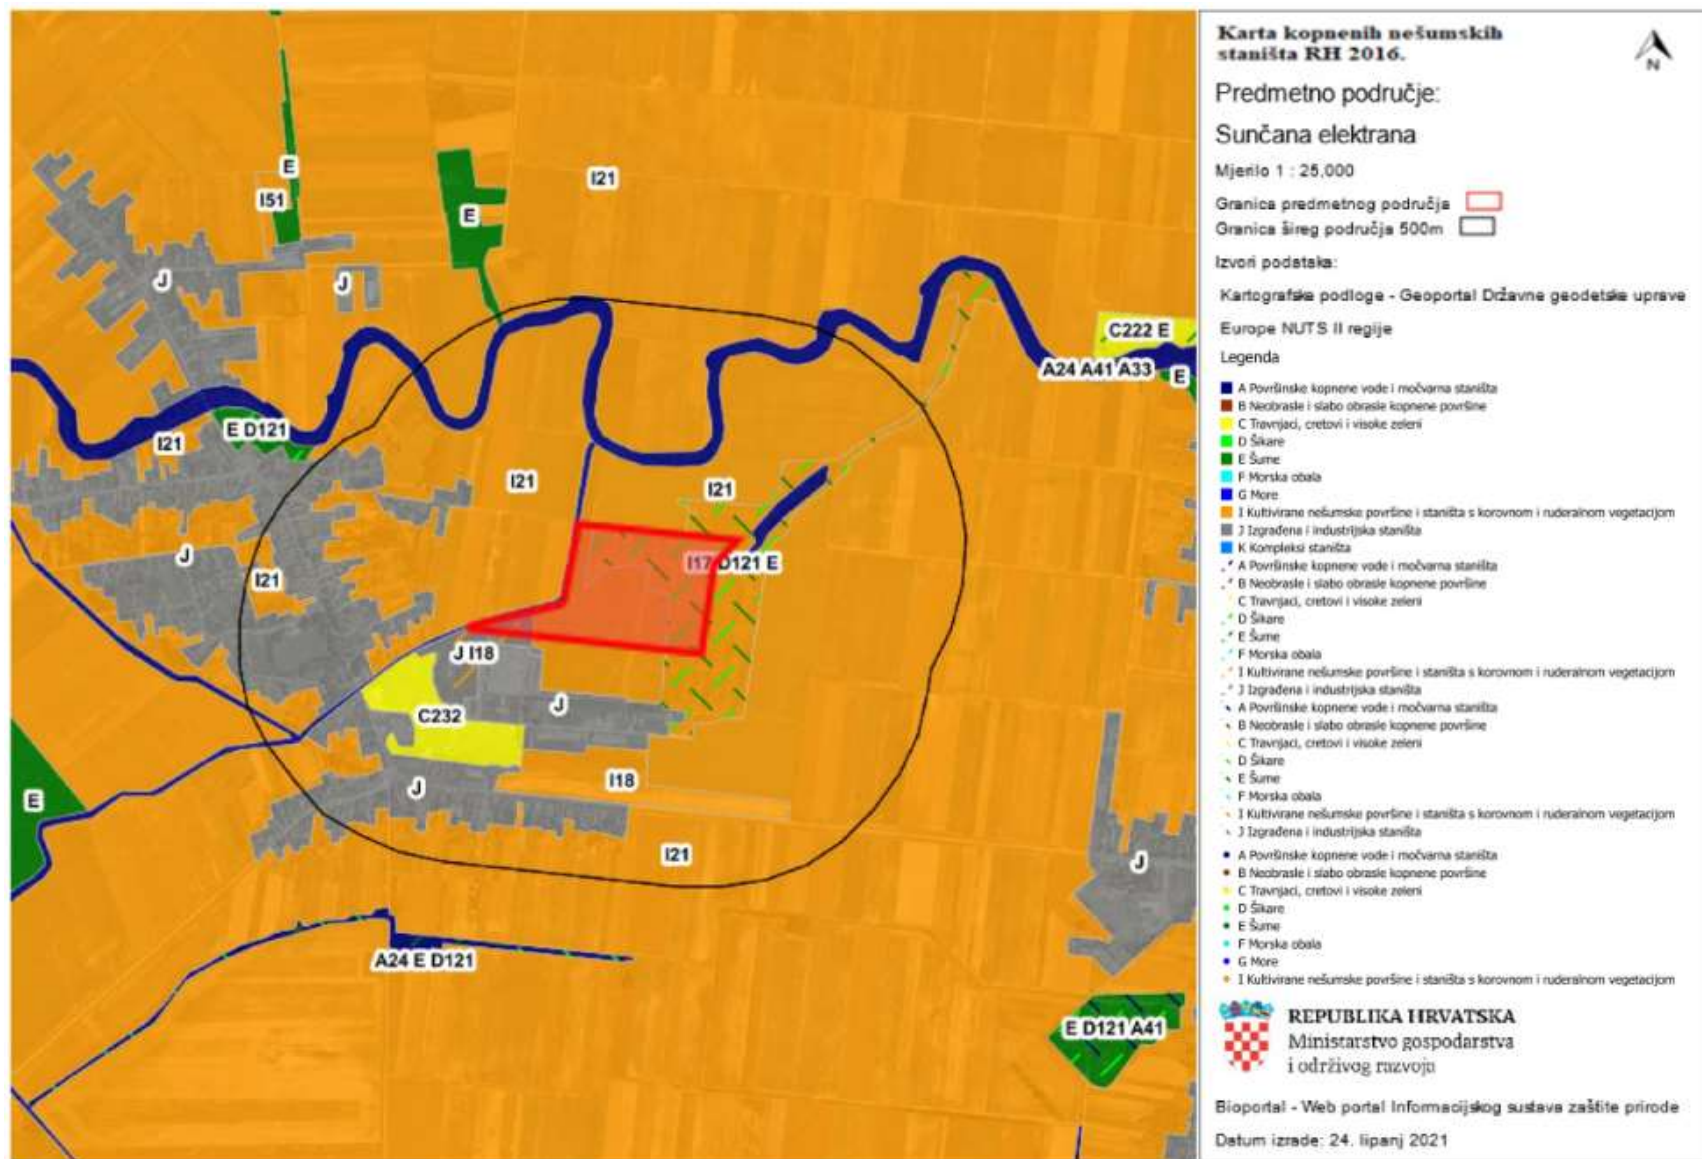 E
I51
E
I21
J
J
C222 E
A24 A41 A33
E
I21
E D121
I21
I21
J
I21
I17 D121 E
J I18
C232
J
I18
J
E
I21
J
A24 E D121
E D121 A41
Karta kopnenih nešumskih
staništa RH 2016.
N
Predmetno područje:
Sunčana elektrana
Mjerilo 1 : 25,000
Granica predmetnog područja
Granica šireg područja 500m
Izvori podataka:
Kartografske podloge - Geoportal Državne geodetske uprave
Europe NUTS II regije
Legenda
A Površinske kopnene vode i močvarna staništa
B Neobrasle i slabo obrasle kopnene površine
C Travnjaci, cretovi i visoke zeleni
D Šikare
E Šume
F Morska obala
G More
I Kultivirane nešumske površine i staništa s korovnom i ruderalnom vegetacijom
J Izgrađena i industrijska staništa
K Kompleksi staništa
A Površinske kopnene vode i močvarna staništa
B Neobrasle i slabo obrasle kopnene površine
C Travnjaci, cretovi i visoke zeleni
D Šikare
E Šume
F Morska obala
I Kultivirane nešumske površine i staništa s korovnom i ruderalnom vegetacijom
J Izgrađena i industrijska staništa
A Površinske kopnene vode i močvarna staništa
B Neobrasle i slabo obrasle kopnene površine
C Travnjaci, cretovi i visoke zeleni
D Šikare
E Šume
F Morska obala
I Kultivirane nešumske površine i staništa s korovnom i ruderalnom vegetacijom
J Izgrađena i industrijska staništa
A Površinske kopnene vode i močvarna staništa
B Neobrasle i slabo obrasle kopnene površine
C Travnjaci, cretovi i visoke zeleni
D Šikare
E Šume
F Morska obala
G More
I Kultivirane nešumske površine i staništa s korovnom i ruderalnom vegetacijom
REPUBLIKA HRVATSKA
Ministarstvo gospodarstva
i održivog razvoja
Bioportal - Web portal Informacijskog sustava zaštite prirode
Datum izrade: 24. lipanj 2021